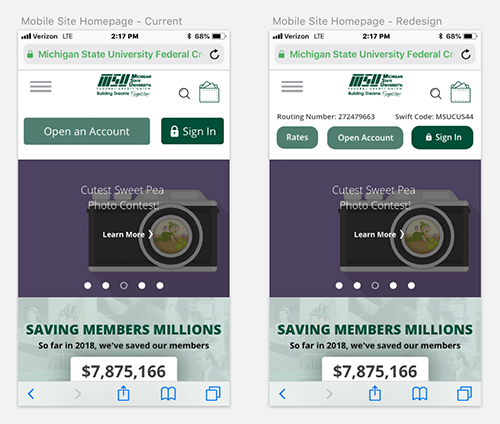 Mobile Site Homepage - Current
Verizon LTE 2:17 PM 68%
Michigan State University Federal Cr
MSU MICHIGAN STATE UNIVERSITY
FEDERAL CREDIT UNION
Building Dreams Together
Open an Account
Sign In
Cutest Sweet Pea
Photo Contest!
Learn More ❯
SAVING MEMBERS MILLIONS
So far in 2018, we've saved our members
$7,875,166
Mobile Site Homepage - Redesign
Verizon LTE 2:17 PM 68%
Michigan State University Federal Cr
MSU MICHIGAN STATE UNIVERSITY
FEDERAL CREDIT UNION
Building Dreams Together
Routing Number: 272479663 Swift Code: MSUCUS44
Rates
Open Account
Sign In
Cutest Sweet Pea
Photo Contest!
Learn More ❯
SAVING MEMBERS MILLIONS
So far in 2018, we've saved our members
$7,875,166